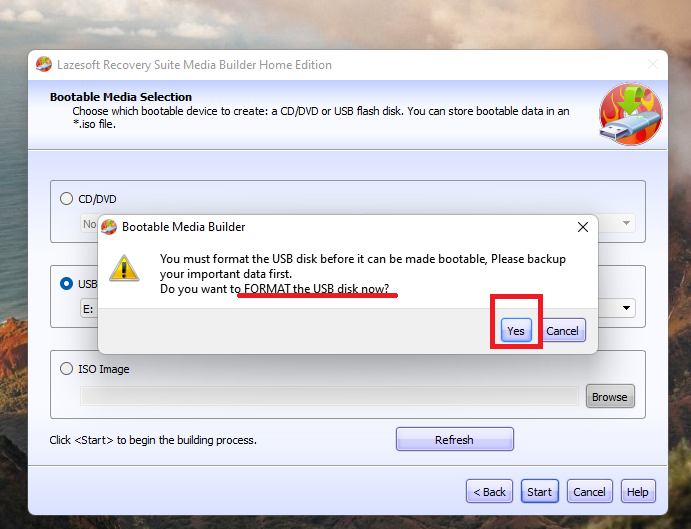 Lazesoft Recovery Suite Media Builder Home Edition
Bootable Media Selection
Choose which bootable device to create: a CD/DVD or USB flash disk. You can store bootable data in an
*.iso file.
CD/DVD
No
Bootable Media Builder
You must format the USB disk before it can be made bootable, Please backup
your important data first.
Do you want to FORMAT the USB disk now?
Yes
Cancel
USB
E:
ISO Image
Browse
Click <Start> to begin the building process.
Refresh
< Back
Start
Cancel
Help